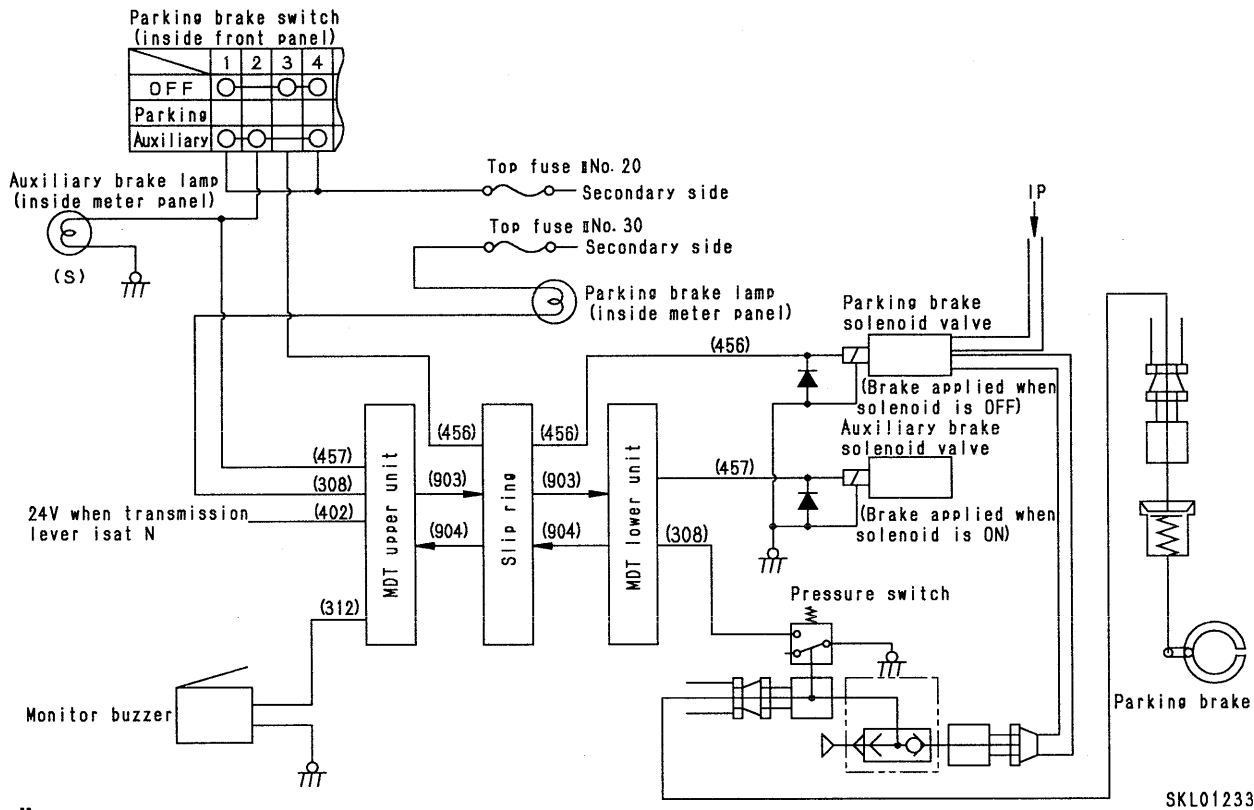 Parking brake switch
(inside front panel)
1 2 3 4
OFF
Parking
Auxiliary
Auxiliary brake lamp
(inside meter panel)
(S)
Top fuse ⅡNo. 20
Secondary side
Top fuse ⅡNo. 30
Secondary side
IP
Parking brake lamp
(inside meter panel)
Parking brake
solenoid valve
(456)
(Brake applied when
solenoid is OFF)
Auxiliary brake
solenoid valve
(457)
(Brake applied when
solenoid is ON)
(456)
(456)
(457)
(308)
(903)
(903)
24V when transmission
lever isat N
(402)
(904)
(904)
(308)
MDT upper unit
Slip ring
MDT lower unit
(312)
Pressure switch
Monitor buzzer
Parking brake
SKL01233